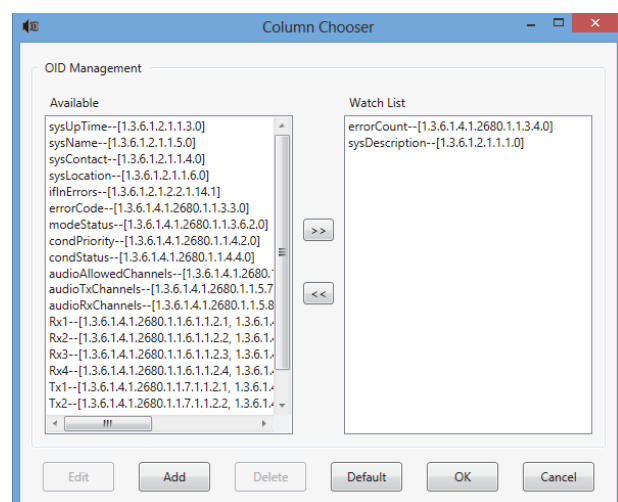 Column Chooser
OID Management
Available
sysUpTime--[1.3.6.1.2.1.1.3.0]
sysName--[1.3.6.1.2.1.1.5.0]
sysContact--[1.3.6.1.2.1.1.4.0]
sysLocation--[1.3.6.1.2.1.1.6.0]
ifInErrors--[1.3.6.1.2.1.2.2.1.14.1]
errorCode--[1.3.6.1.4.1.2680.1.1.3.3.0]
modeStatus--[1.3.6.1.4.1.2680.1.1.3.6.2.0]
condPriority--[1.3.6.1.4.1.2680.1.1.4.2.0]
condStatus--[1.3.6.1.4.1.2680.1.1.4.4.0]
audioAllowedChannels--[1.3.6.1.4.1.2680.
audioTxChannels--[1.3.6.1.4.1.2680.1.1.5.7
audioRxChannels--[1.3.6.1.4.1.2680.1.1.5.8
Rx1--[1.3.6.1.4.1.2680.1.1.6.1.1.2.1, 1.3.6.1.
Rx2--[1.3.6.1.4.1.2680.1.1.6.1.1.2.2, 1.3.6.1.
Rx3--[1.3.6.1.4.1.2680.1.1.6.1.1.2.3, 1.3.6.1.
Rx4--[1.3.6.1.4.1.2680.1.1.6.1.1.2.4, 1.3.6.1.
Tx1--[1.3.6.1.4.1.2680.1.1.7.1.1.2.1, 1.3.6.1.
Tx2--[1.3.6.1.4.1.2680.1.1.7.1.1.2.2, 1.3.6.1.
>>
<<
Watch List
errorCount--[1.3.6.1.4.1.2680.1.1.3.4.0]
sysDescription--[1.3.6.1.2.1.1.1.0]
Edit
Add
Delete
Default
OK
Cancel